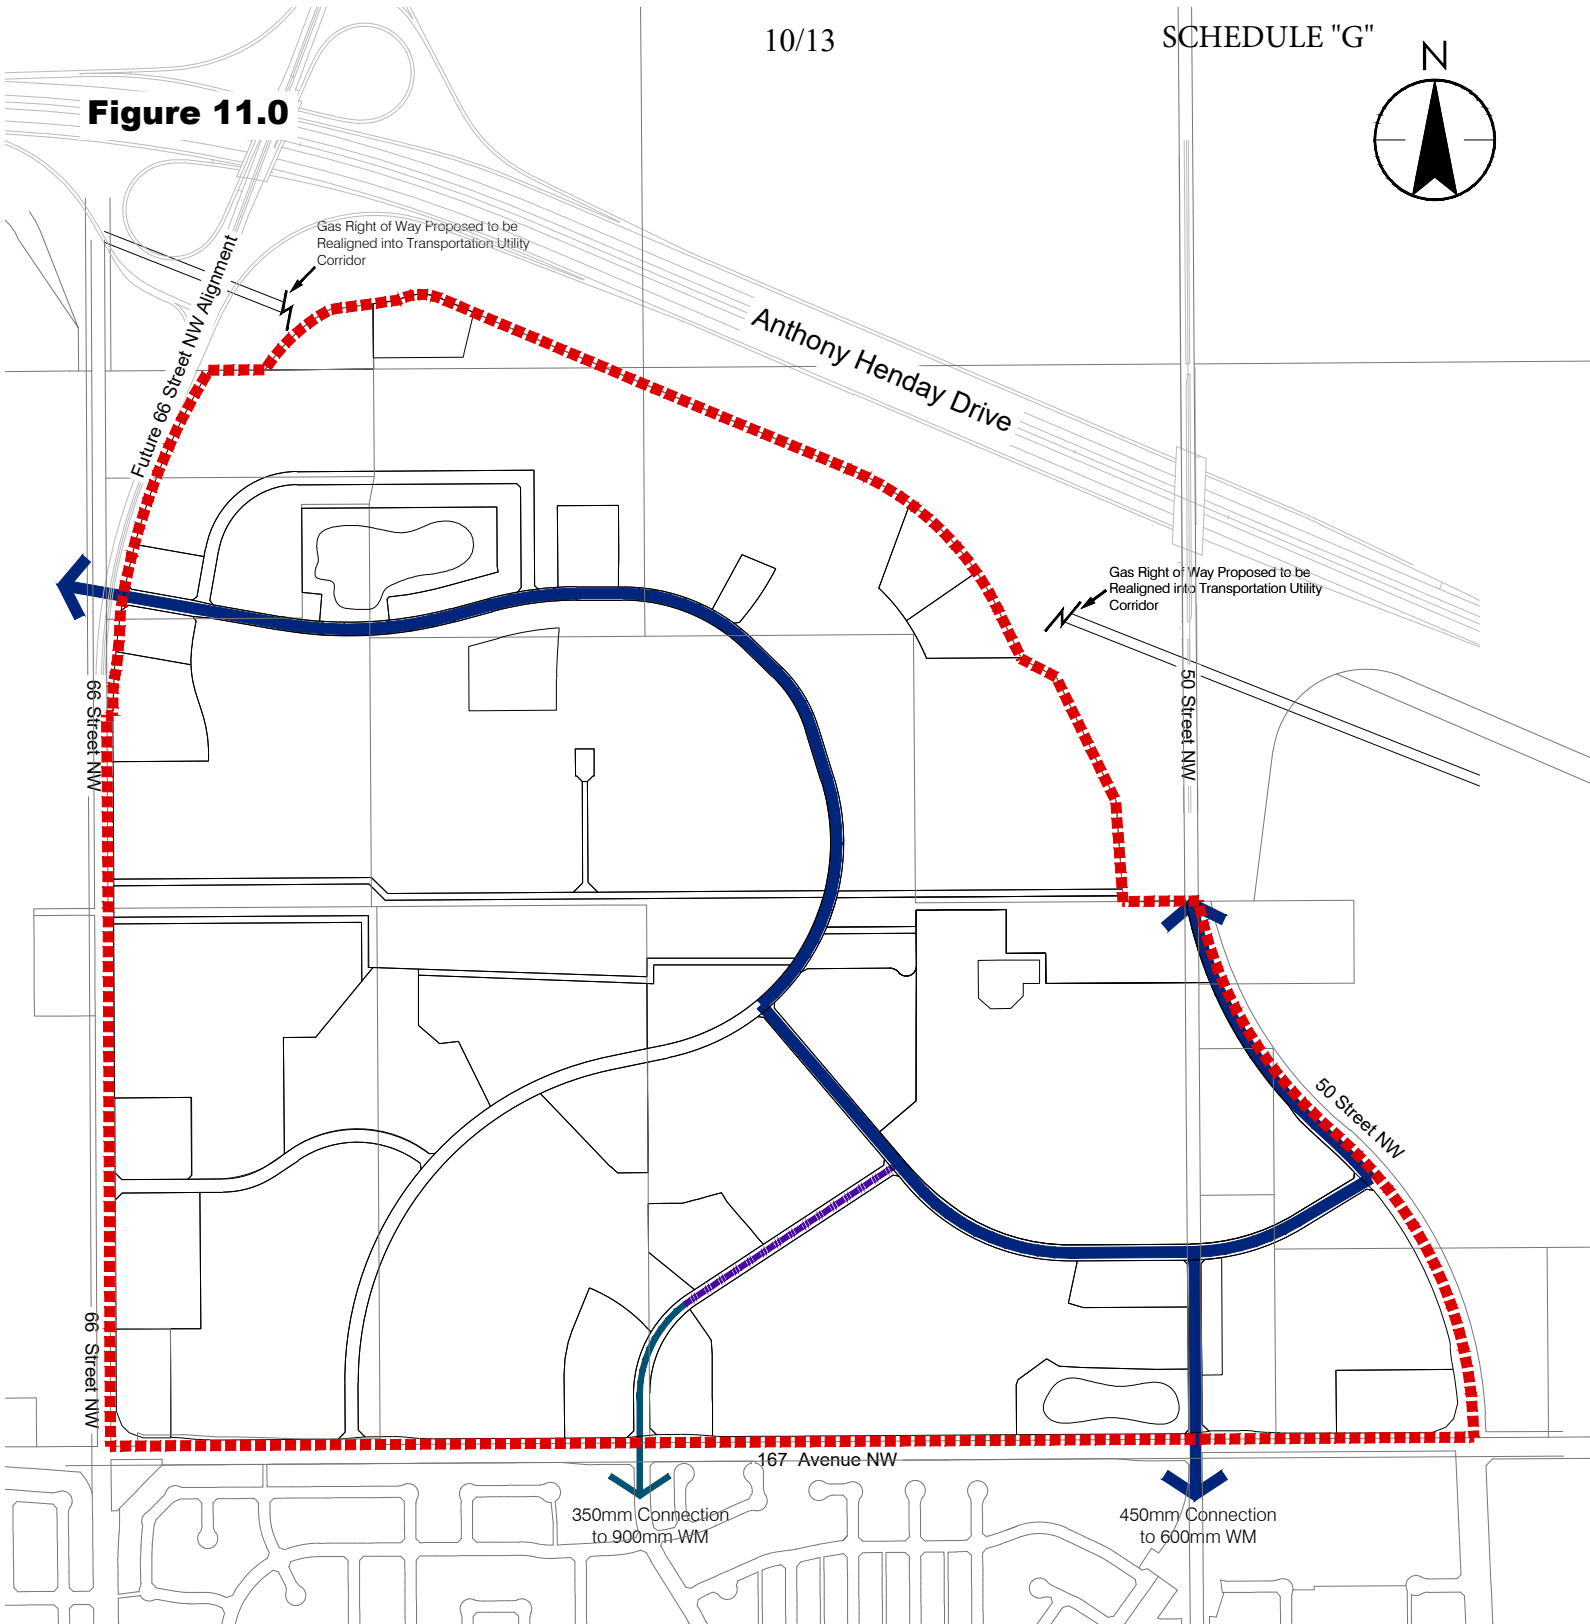 10/13
SCHEDULE "G"
N
Figure 11.0
Gas Right of Way Proposed to be
Realigned into Transportation Utility
Corridor
Future 66 Street NW Alignment
Anthony Henday Drive
Gas Right of Way Proposed to be
Realigned into Transportation Utility
Corridor
66 Street NW
50 Street NW
50 Street NW
66 Street NW
167 Avenue NW
350mm Connection
to 900mm WM
450mm Connection
to 600mm WM